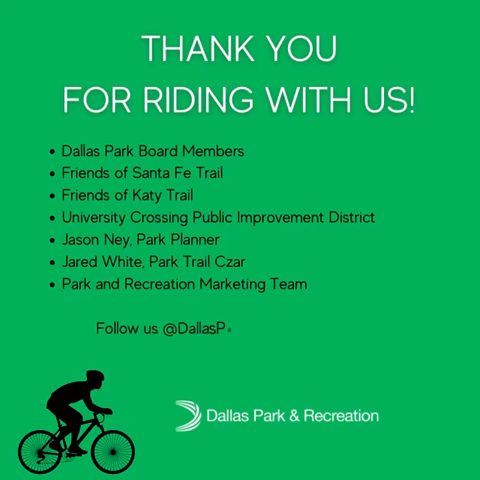 THANK YOU
FOR RIDING WITH US!
• Dallas Park Board Members
• Friends of Santa Fe Trail
• Friends of Katy Trail
• University Crossing Public Improvement District
• Jason Ney, Park Planner
• Jared White, Park Trail Czar
• Park and Recreation Marketing Team
Follow us @DallasP
Dallas Park & Recreation